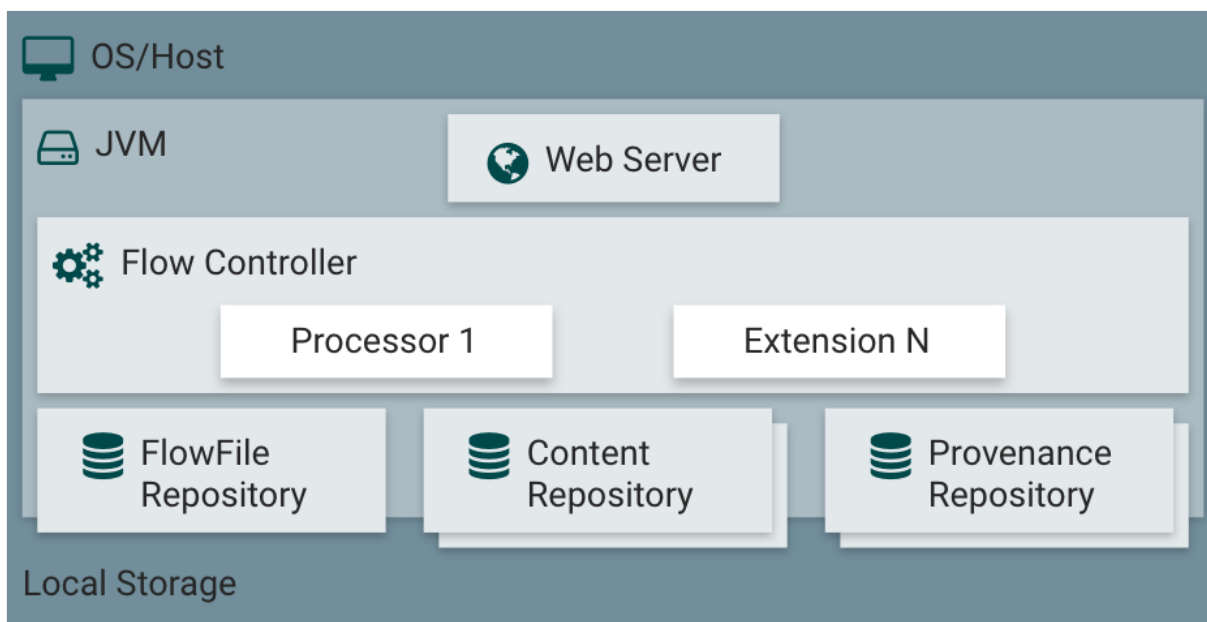 OS/Host
JVM
Web Server
Flow Controller
Processor 1
Extension N
FlowFile
Repository
Content
Repository
Provenance
Repository
Local Storage